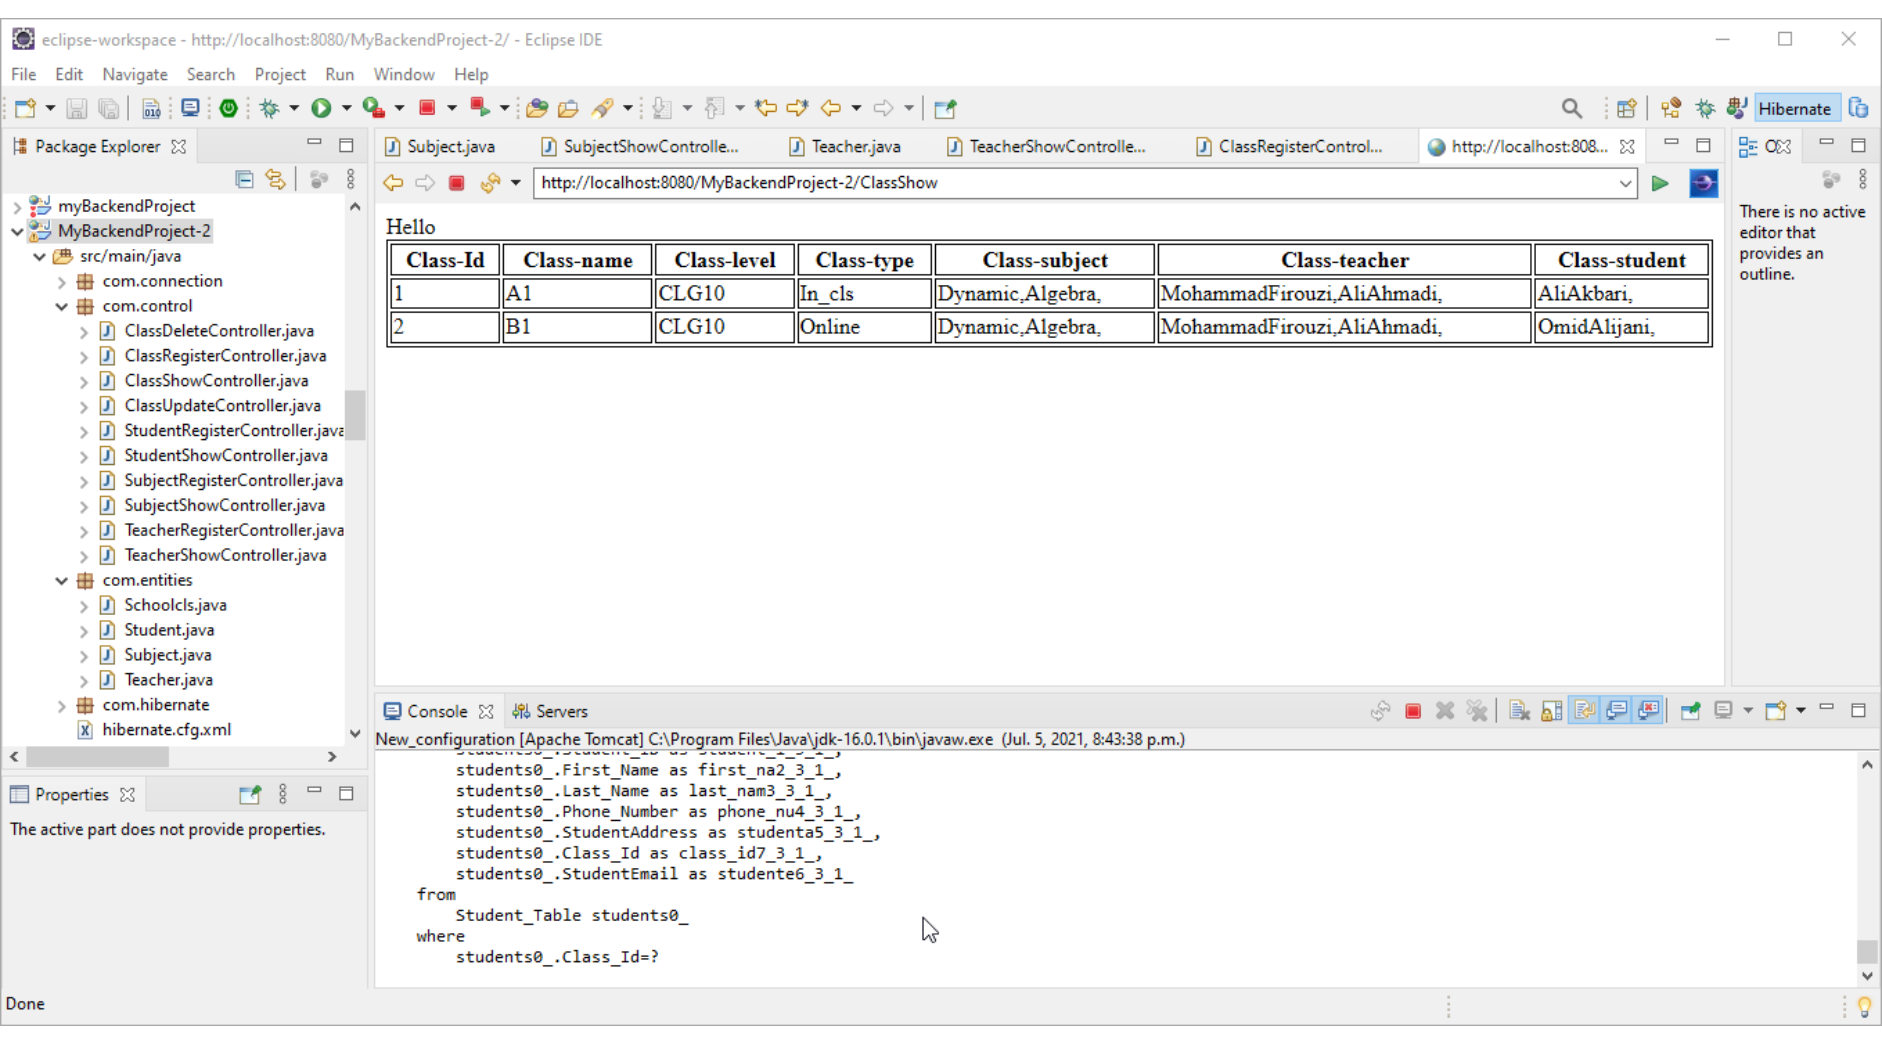 eclipse-workspace - http://localhost:8080/MyBackendProject-2/ - Eclipse IDE
File Edit Navigate Search Project Run Window Help
Hibernate
Package Explorer
myBackendProject
MyBackendProject-2
src/main/java
com.connection
com.control
ClassDeleteController.java
ClassRegisterController.java
ClassShowController.java
ClassUpdateController.java
StudentRegisterController.java
StudentShowController.java
SubjectRegisterController.java
SubjectShowController.java
TeacherRegisterController.java
TeacherShowController.java
com.entities
Schoolcls.java
Student.java
Subject.java
Teacher.java
com.hibernate
hibernate.cfg.xml
Properties
The active part does not provide properties.
Subject.java SubjectShowControlle... Teacher.java TeacherShowControlle... ClassRegisterControl... http://localhost:808...
http://localhost:8080/MyBackendProject-2/ClassShow
Hello
Class-Id Class-name Class-level Class-type Class-subject Class-teacher Class-student
1 A1 CLG10 In_cls Dynamic,Algebra, MohammadFirouzi,AliAhmadi, AliAkbari,
2 B1 CLG10 Online Dynamic,Algebra, MohammadFirouzi,AliAhmadi, OmidAlijani,
There is no active
editor that
provides an
outline.
Console Servers
New_configuration [Apache Tomcat] C:\Program Files\Java\jdk-16.0.1\bin\javaw.exe (Jul. 5, 2021, 8:43:38 p.m.)
students0_.Student_ID as student_1_3_1_,
students0_.First_Name as first_na2_3_1_,
students0_.Last_Name as last_nam3_3_1_,
students0_.Phone_Number as phone_nu4_3_1_,
students0_.StudentAddress as studenta5_3_1_,
students0_.Class_Id as class_id7_3_1_,
students0_.StudentEmail as studente6_3_1_
from
Student_Table students0_
where
students0_.Class_Id=?
Done